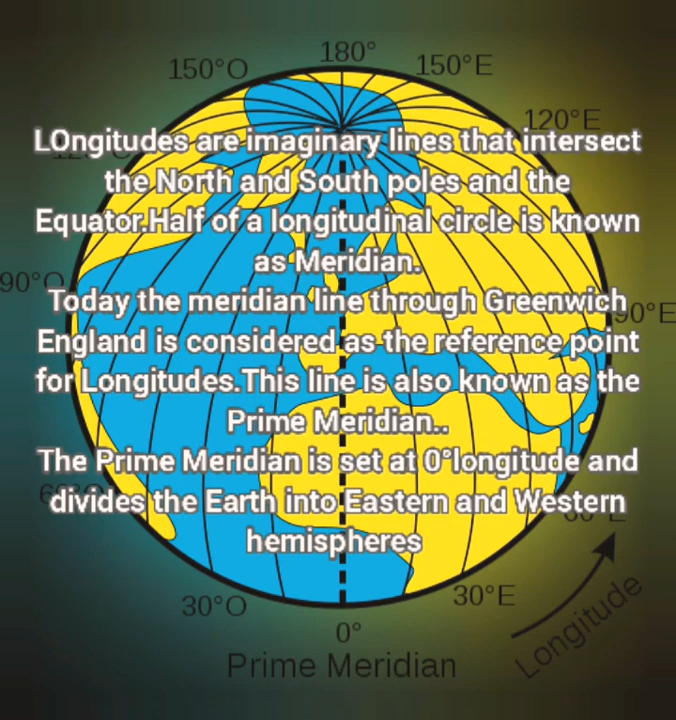 180°
150°O
150°E
120°E
LOngitudes are imaginary lines that intersect
the North and South poles and the
Equator.Half of a longitudinal circle is known
as Meridian.
90°O
Today the meridian line through Greenwich
90°E
England is considered as the reference point
for Longitudes.This line is also known as the
Prime Meridian..
The Prime Meridian is set at 0°longitude and
divides the Earth into Eastern and Western
hemispheres
30°O
30°E
0°
Longitude
Prime Meridian